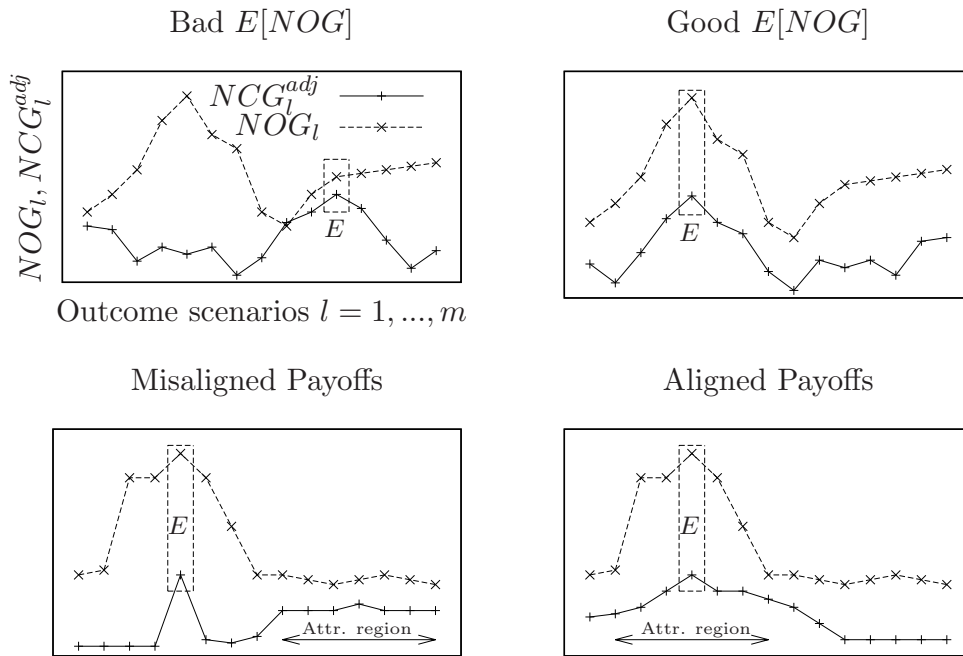 Bad E[NOG]
Good E[NOG]
NOG_l, NCG_l^{adj}
NCG_l^{adj}
NOG_l
E
E
Outcome scenarios l = 1, ..., m
Misaligned Payoffs
Aligned Payoffs
E
E
Attr. region
Attr. region